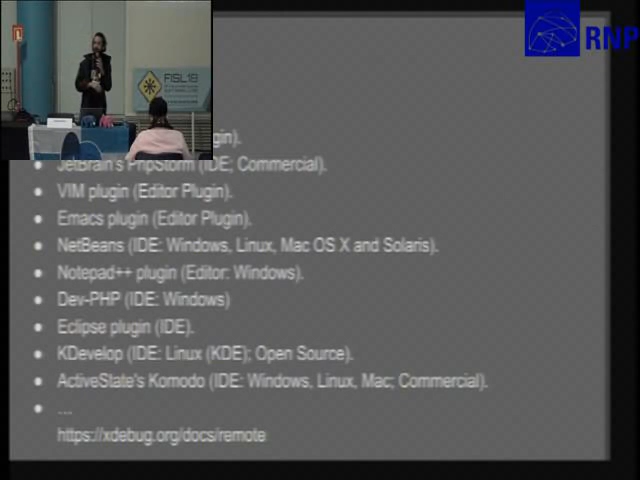 RNP
FISL18
gin).
JetBrain's PhpStorm (IDE; Commercial).
VIM plugin (Editor Plugin).
Emacs plugin (Editor Plugin).
NetBeans (IDE: Windows, Linux, Mac OS X and Solaris).
Notepad++ plugin (Editor: Windows).
Dev-PHP (IDE: Windows)
Eclipse plugin (IDE).
KDevelop (IDE: Linux (KDE); Open Source).
ActiveState's Komodo (IDE: Windows, Linux, Mac; Commercial).
....
https://xdebug.org/docs/remote